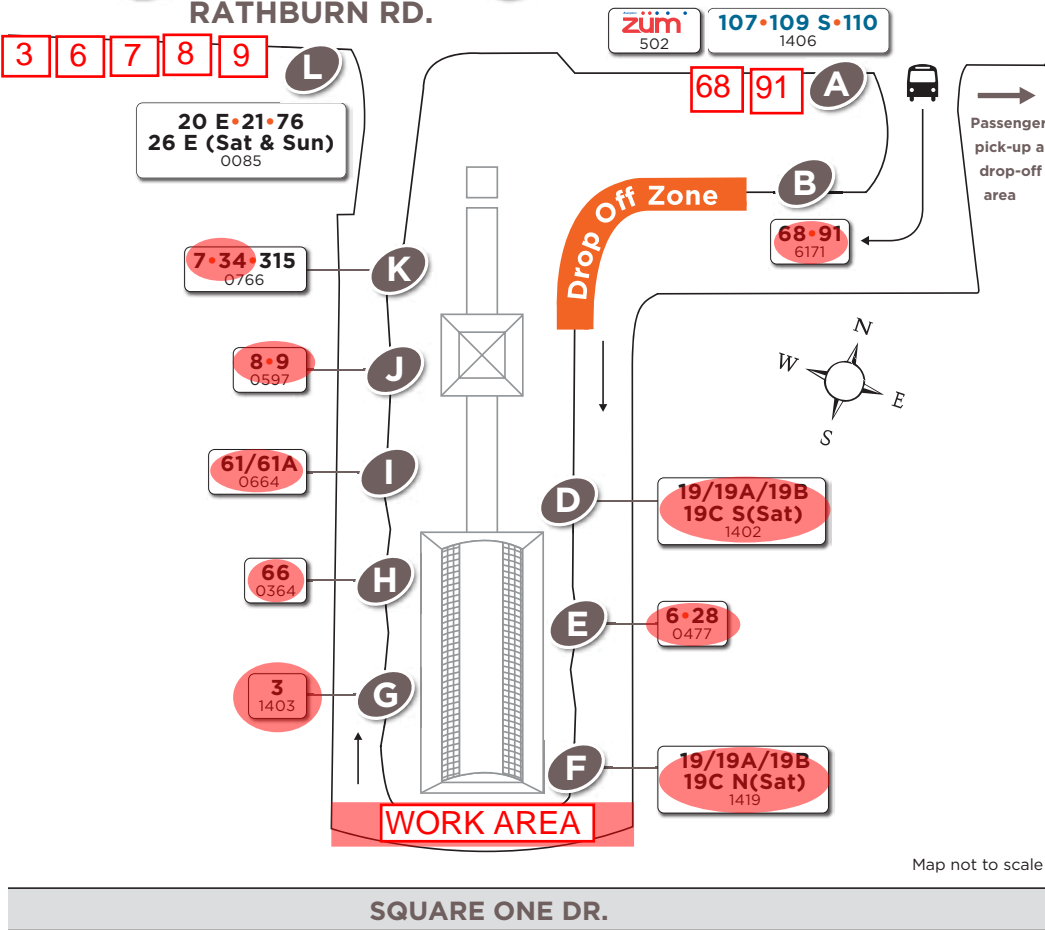 RATHBURN RD.
züm
502
107•109 S•110
1406
3 6 7 8 9
L
68 91
A
20 E•21•76
26 E (Sat & Sun)
0085
Passenger
pick-up a
drop-off
area
B
Drop Off Zone
68•91
6171
7•34•315
0766
K
N
W
E
S
8•9
0597
J
61/61A
0664
I
D
19/19A/19B
19C S(Sat)
1402
66
0364
H
E
6•28
0477
3
1403
G
F
19/19A/19B
19C N(Sat)
1419
WORK AREA
Map not to scale
SQUARE ONE DR.